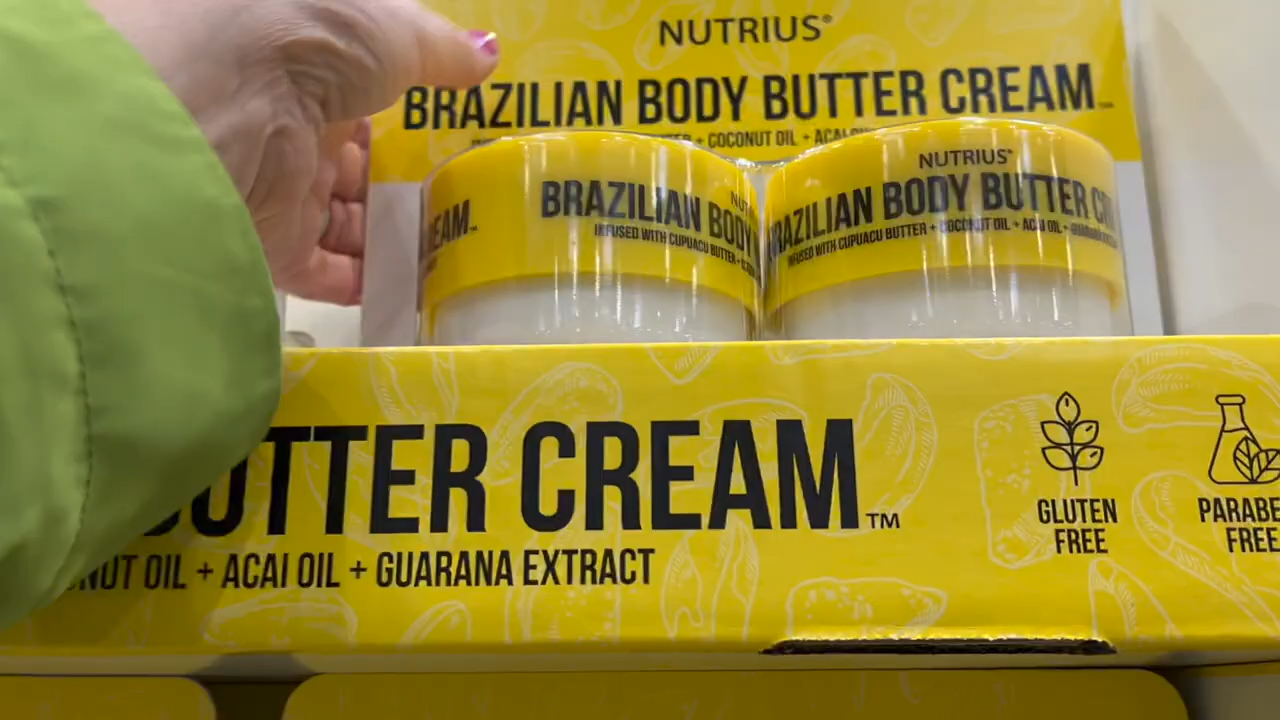 NUTRIUS®
BRAZILIAN BODY BUTTER CREAM™
+ COCONUT OIL + ACAI
EAM™
BRAZILIAN BODY
INFUSED WITH CUPUACU BUTTER +
NUTRIUS®
BRAZILIAN BODY BUTTER
INFUSED WITH CUPUACU BUTTER + COCONUT OIL + ACAI OIL + GUARANA
UTTER CREAM™
NUT OIL + ACAI OIL + GUARANA EXTRACT
GLUTEN
FREE
PARABE
FREE